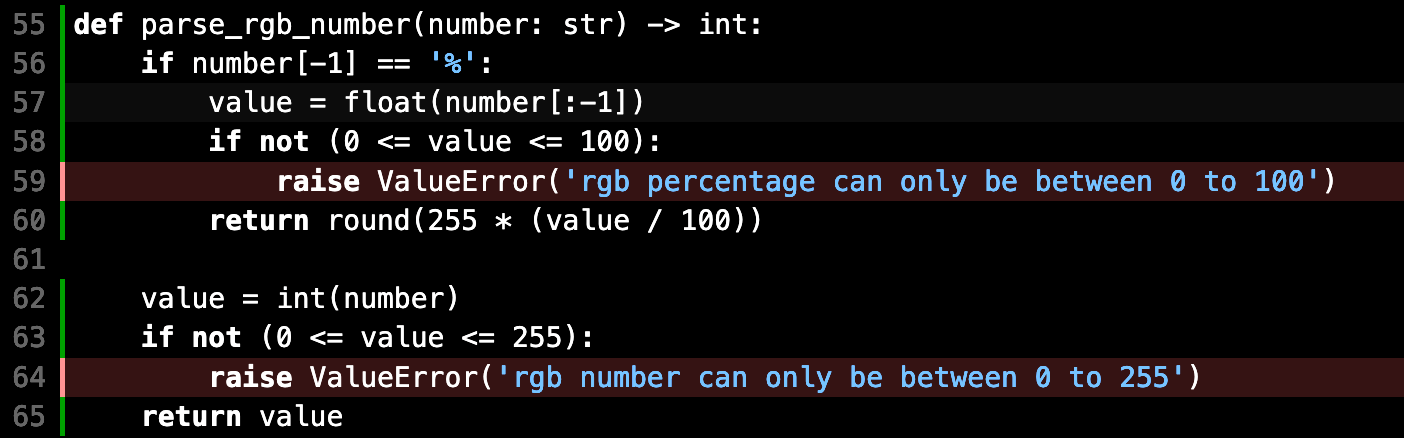 55 def parse_rgb_number(number: str) -> int:
56     if number[-1] == '%':
57         value = float(number[:-1])
58         if not (0 <= value <= 100):
59             raise ValueError('rgb percentage can only be between 0 to 100')
60         return round(255 * (value / 100))
61
62     value = int(number)
63     if not (0 <= value <= 255):
64         raise ValueError('rgb number can only be between 0 to 255')
65     return value